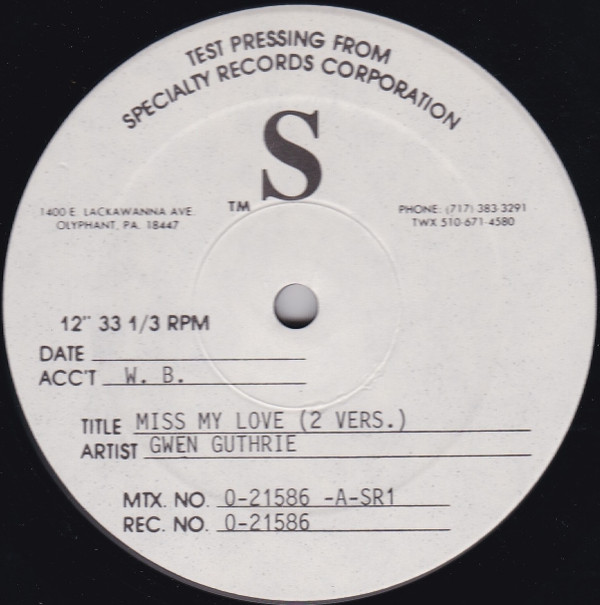 TEST PRESSING FROM
SPECIALTY RECORDS CORPORATION
S
TM
1400 E. LACKAWANNA AVE.
OLYPHANT, PA. 18447
PHONE: (717) 383-3291
TWX 510-671-4580
12" 33 1/3 RPM
DATE
ACC'T W. B.
TITLE MISS MY LOVE (2 VERS.)
ARTIST GWEN GUTHRIE
MTX. NO. 0-21586 -A-SR1
REC. NO. 0-21586